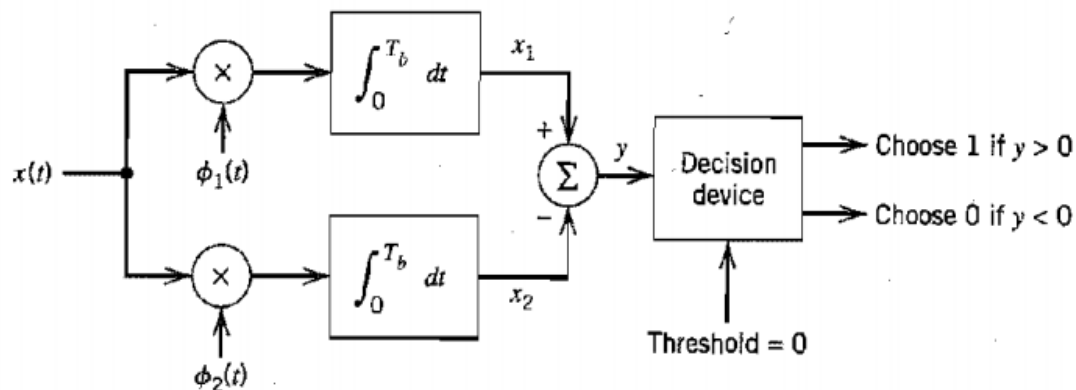 x(t)
×
ϕ₁(t)
∫₀^{T_b} dt
x₁
+
Σ
−
y
×
ϕ₂(t)
∫₀^{T_b} dt
x₂
Decision
device
Threshold = 0
Choose 1 if y > 0
Choose 0 if y < 0